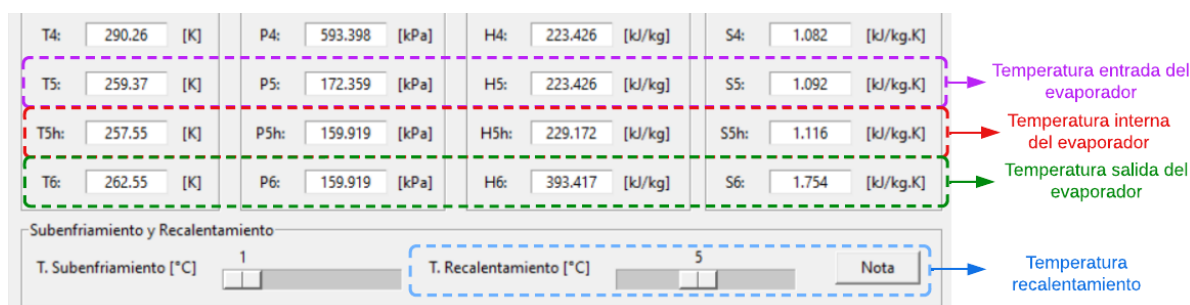 T4: 290.26 [K] P4: 593.398 [kPa] H4: 223.426 [kJ/kg] S4: 1.082 [kJ/kg.K]
T5: 259.37 [K] P5: 172.359 [kPa] H5: 223.426 [kJ/kg] S5: 1.092 [kJ/kg.K]
Temperatura entrada del
evaporador
T5h: 257.55 [K] P5h: 159.919 [kPa] H5h: 229.172 [kJ/kg] S5h: 1.116 [kJ/kg.K]
Temperatura interna
del evaporador
T6: 262.55 [K] P6: 159.919 [kPa] H6: 393.417 [kJ/kg] S6: 1.754 [kJ/kg.K]
Temperatura salida del
evaporador
Subenfriamiento y Recalentamiento
T. Subenfriamiento [°C] 1 T. Recalentamiento [°C] 5 Nota
Temperatura
recalentamiento